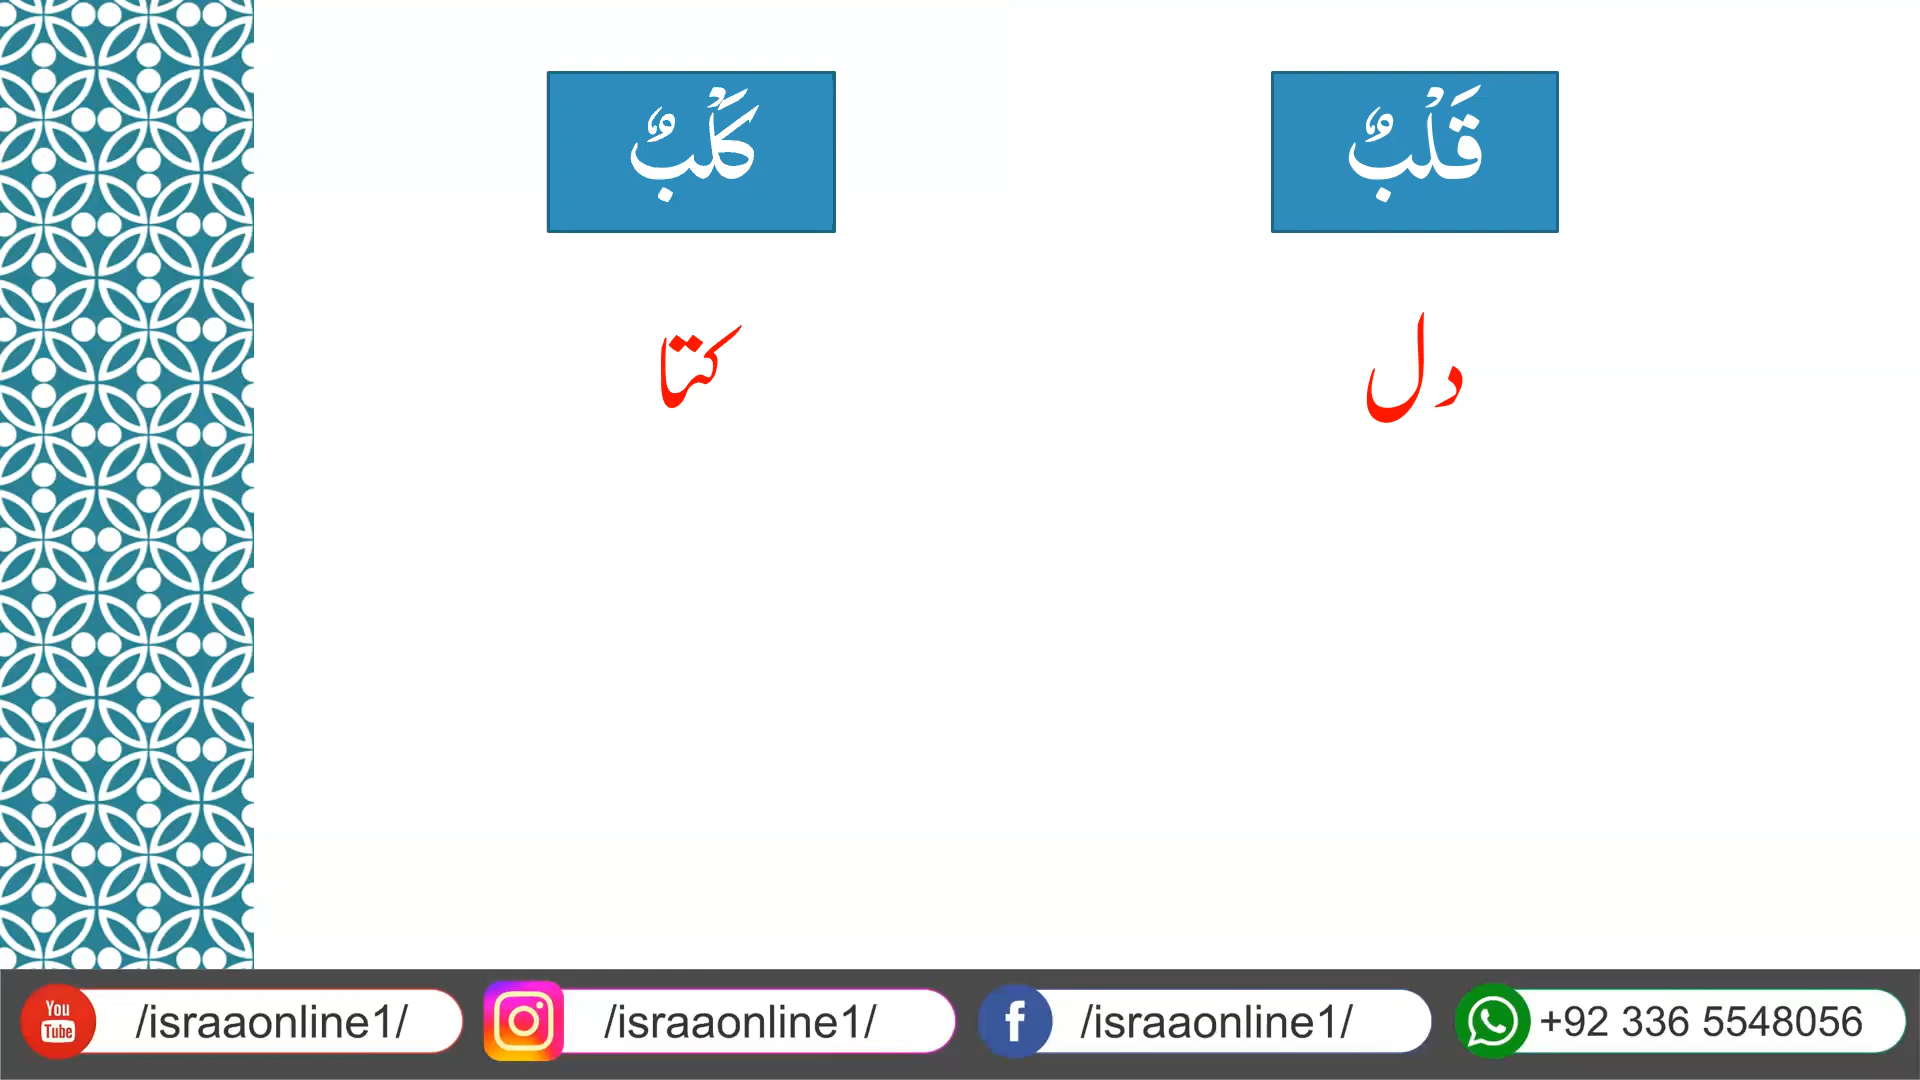 قَلْبٌ
كَلْبٌ
دل
کتا
You Tube /israaonline1/ /israaonline1/ f /israaonline1/ +92 336 5548056